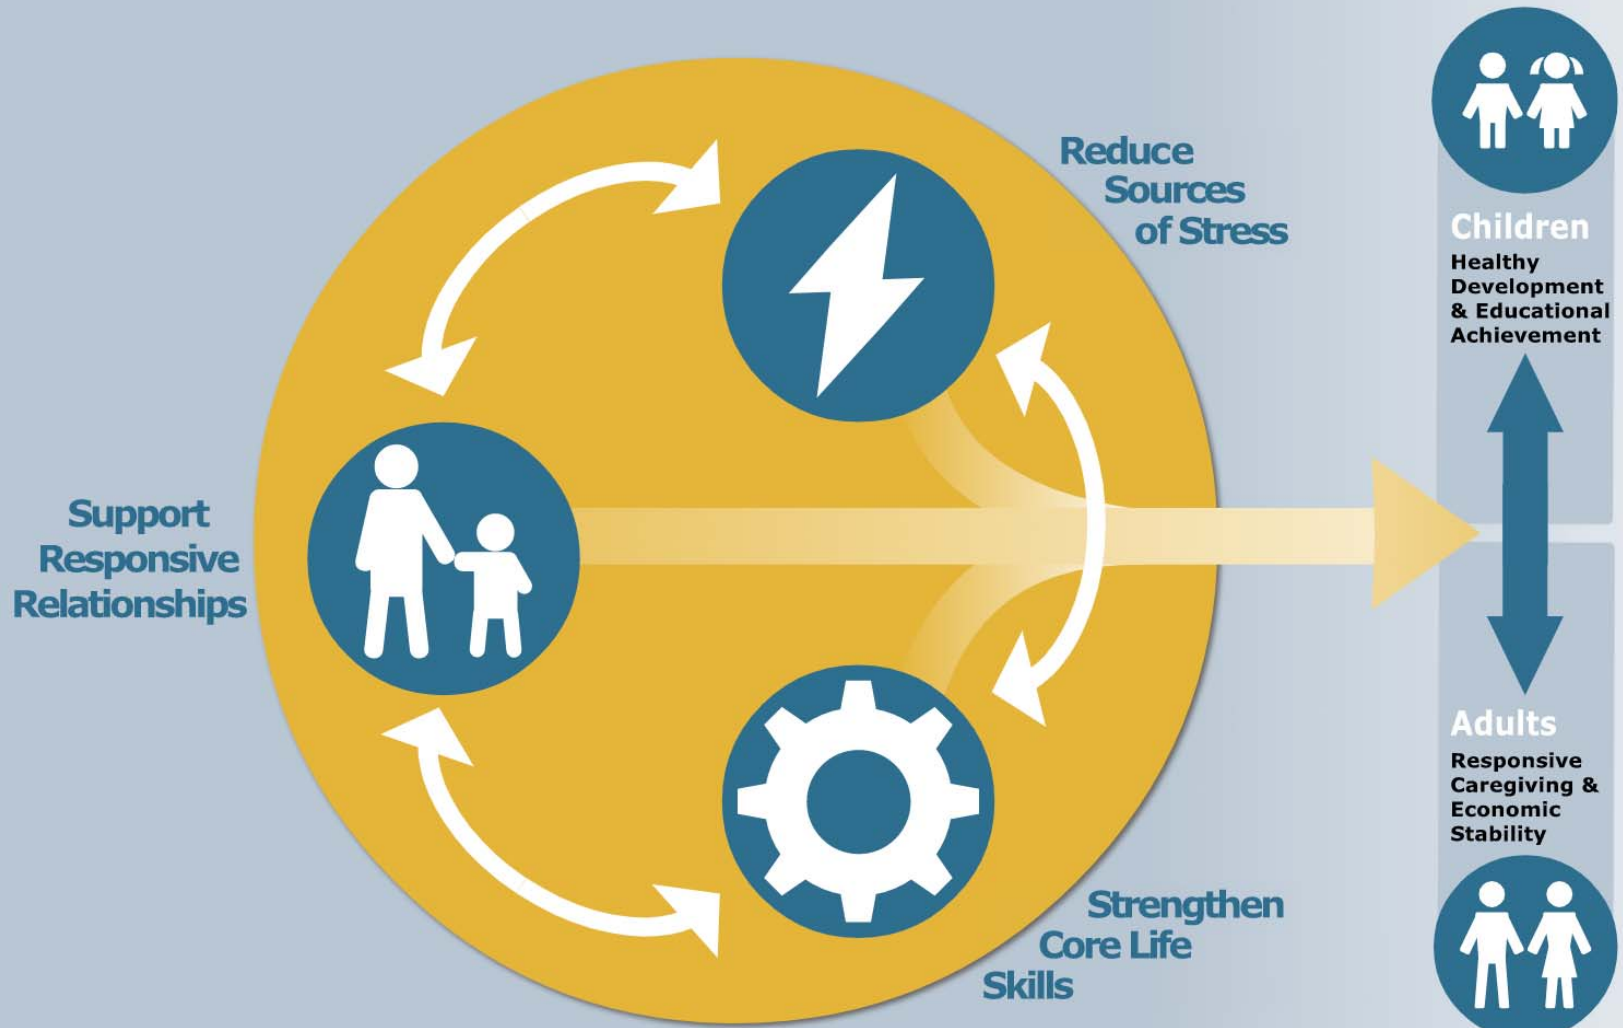 Reduce
Sources
of Stress
Support
Responsive
Relationships
Strengthen
Core Life
Skills
Children
Healthy
Development
& Educational
Achievement
Adults
Responsive
Caregiving &
Economic
Stability